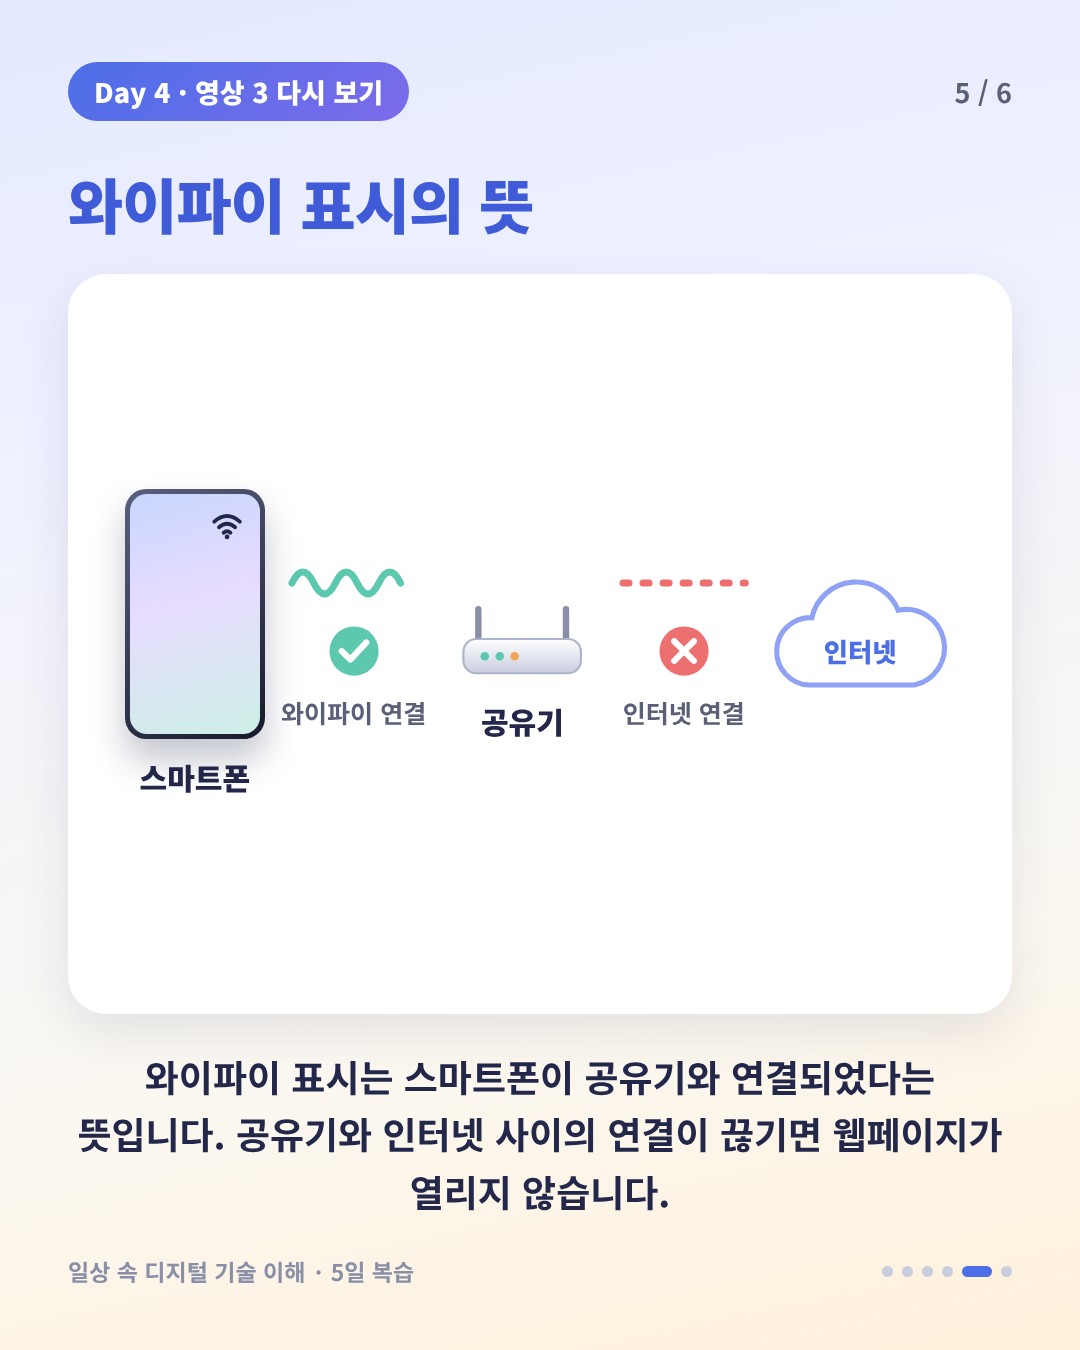 Day 4 · 영상 3 다시 보기
5 / 6
와이파이 표시의 뜻
와이파이 연결
인터넷 연결
인터넷
공유기
스마트폰
와이파이 표시는 스마트폰이 공유기와 연결되었다는
뜻입니다. 공유기와 인터넷 사이의 연결이 끊기면 웹페이지가
열리지 않습니다.
일상 속 디지털 기술 이해 · 5일 복습